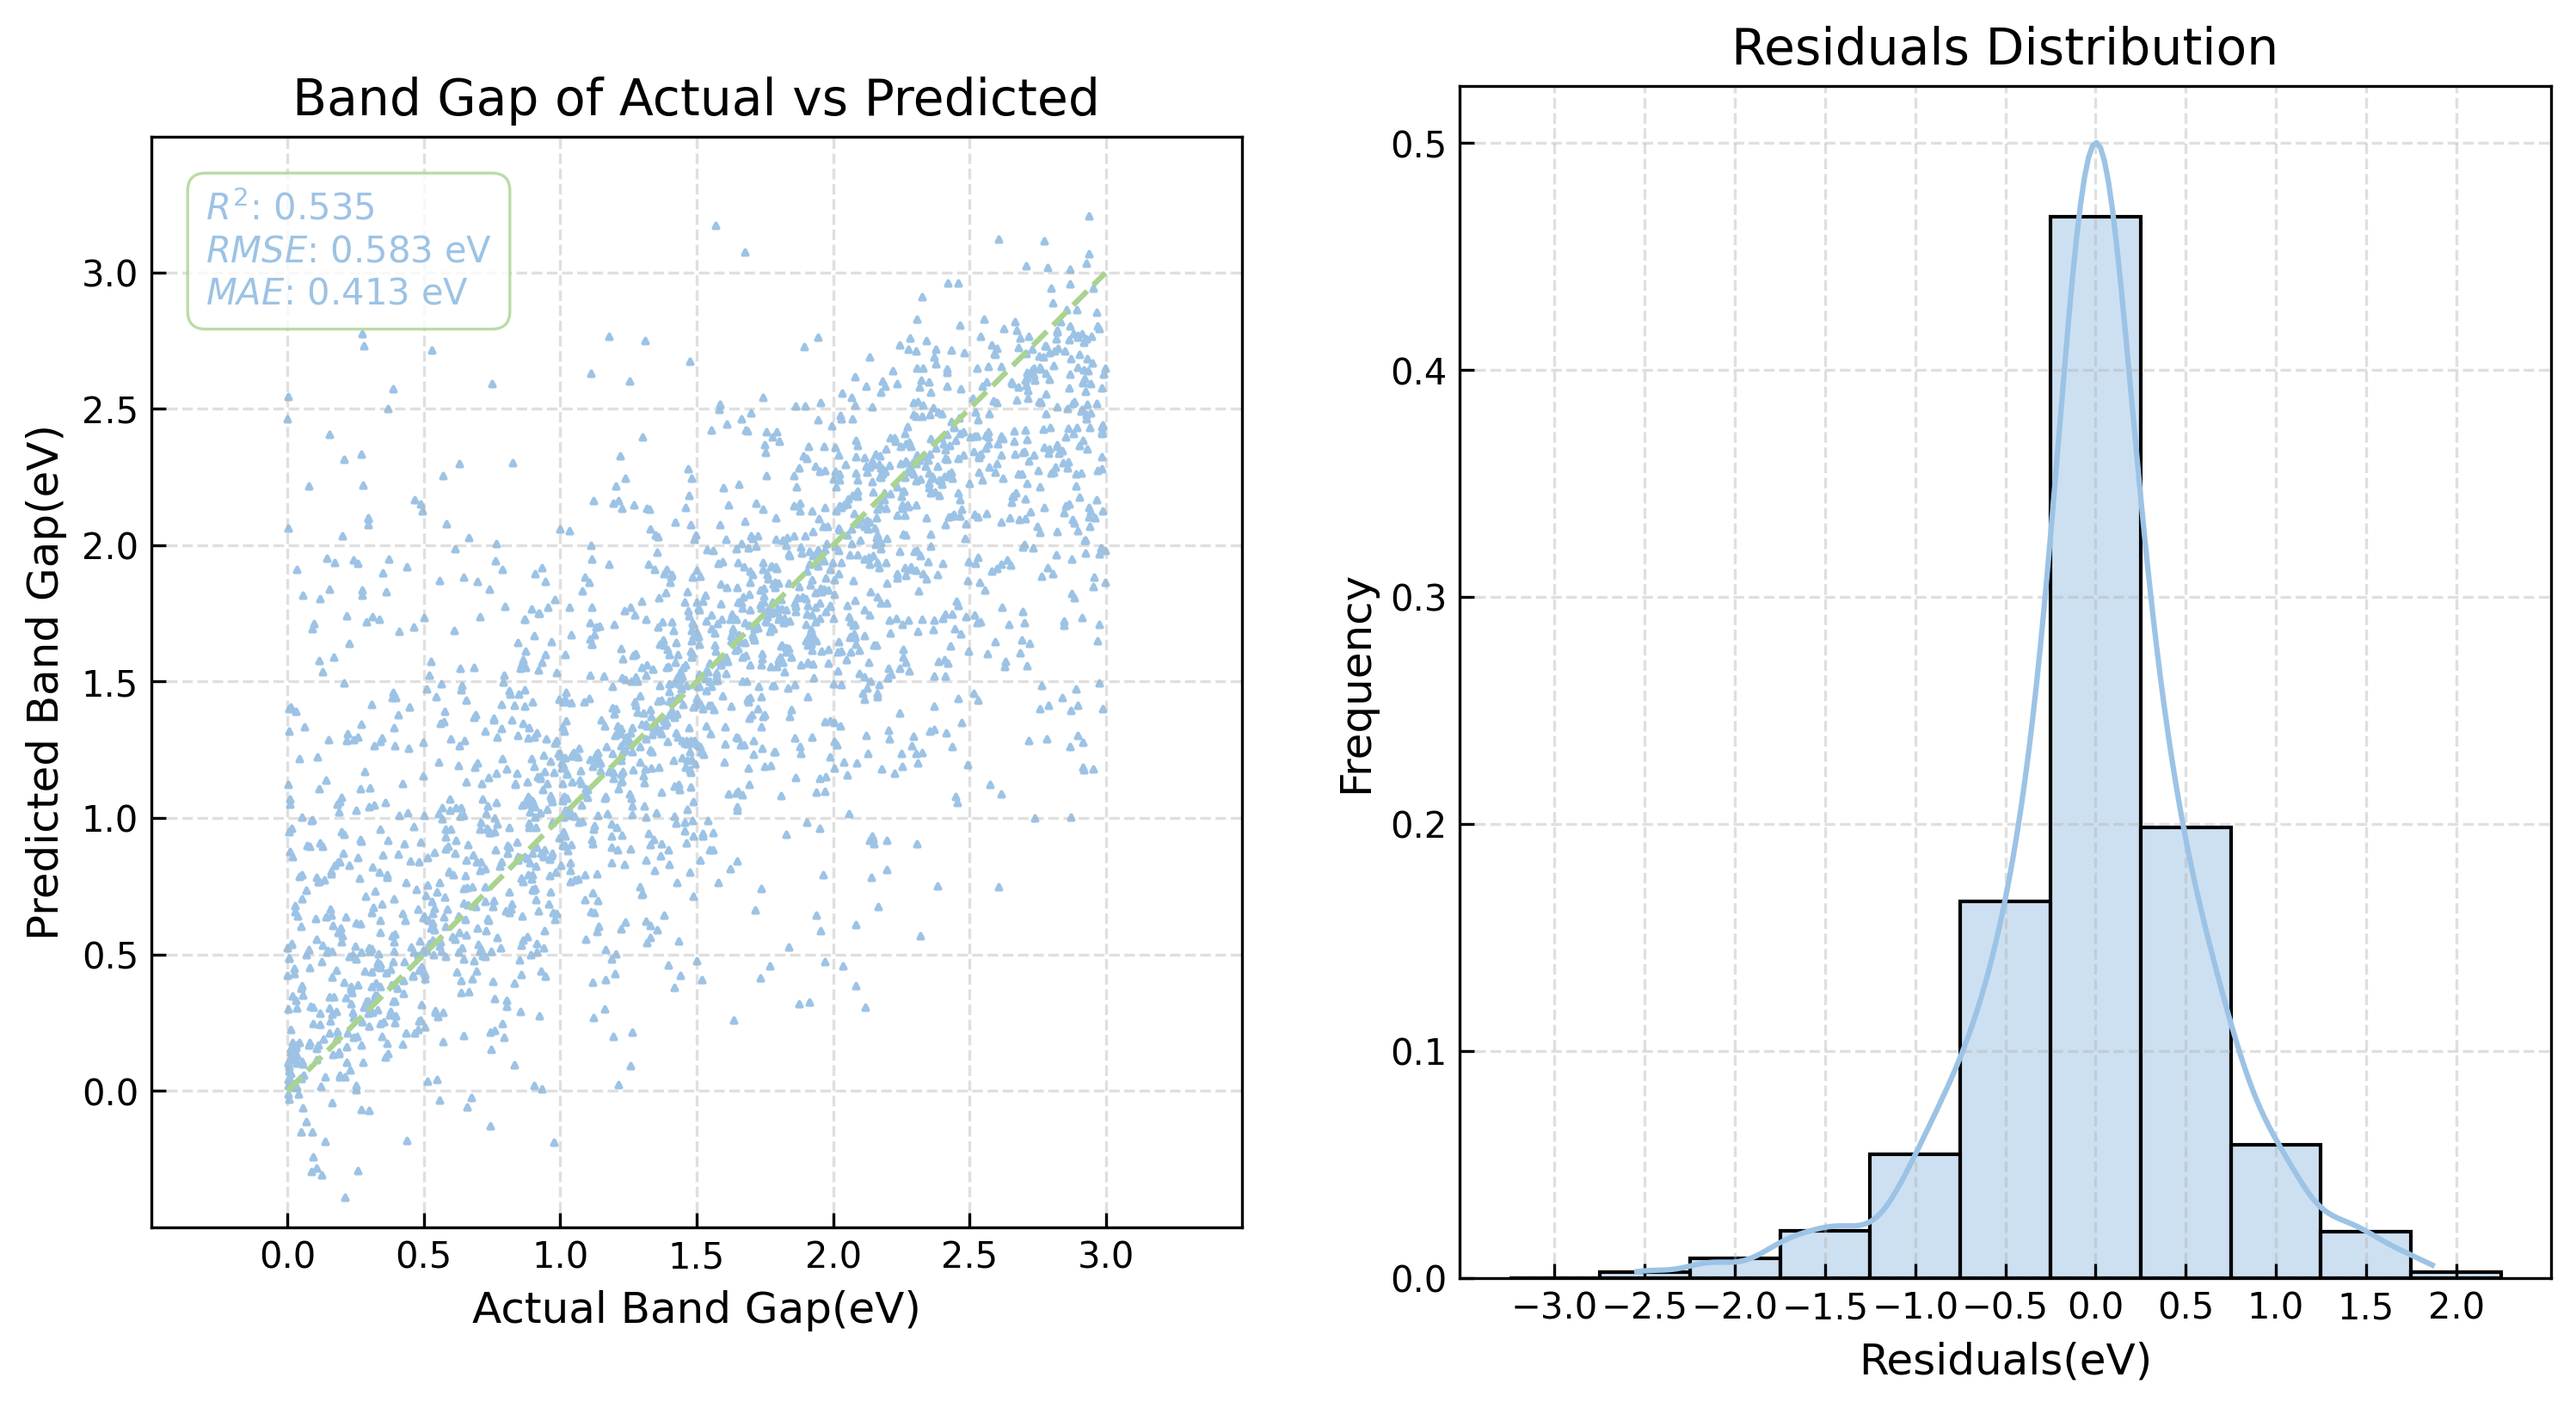 Band Gap of Actual vs Predicted
R²: 0.535
RMSE: 0.583 eV
MAE: 0.413 eV
Predicted Band Gap(eV)
3.0
2.5
2.0
1.5
1.0
0.5
0.0
0.0 0.5 1.0 1.5 2.0 2.5 3.0
Actual Band Gap(eV)
Residuals Distribution
Frequency
0.5
0.4
0.3
0.2
0.1
0.0
−3.0 −2.5 −2.0 −1.5 −1.0 −0.5 0.0 0.5 1.0 1.5 2.0
Residuals(eV)